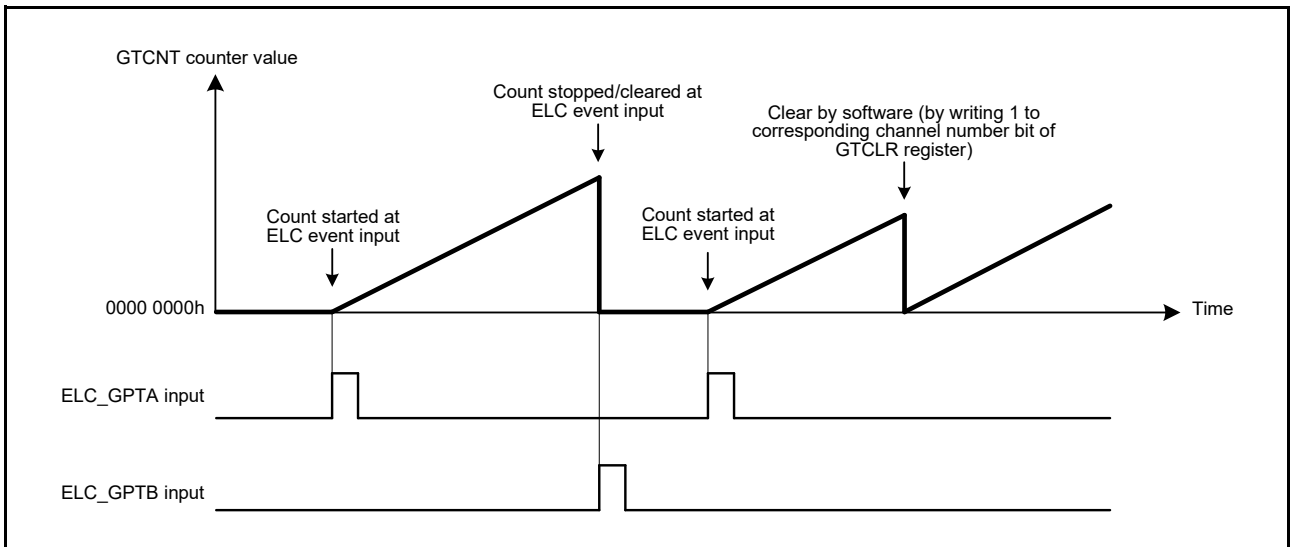 GTCNT counter value
Count stopped/cleared at
ELC event input
Clear by software (by writing 1 to
corresponding channel number bit of
GTCLR register)
Count started at
ELC event input
Count started at
ELC event input
0000 0000h
Time
ELC_GPTA input
ELC_GPTB input